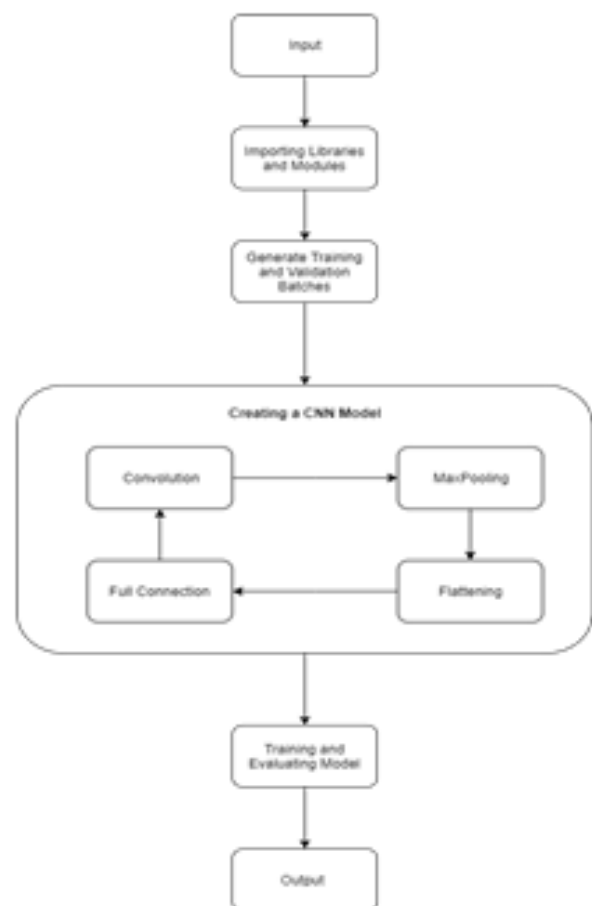 Input
Importing Libraries
and Modules
Generate Training
and Validation
Batches
Creating a CNN Model
Convolution
MaxPooling
Full Connection
Flattening
Training and
Evaluating Model
Output